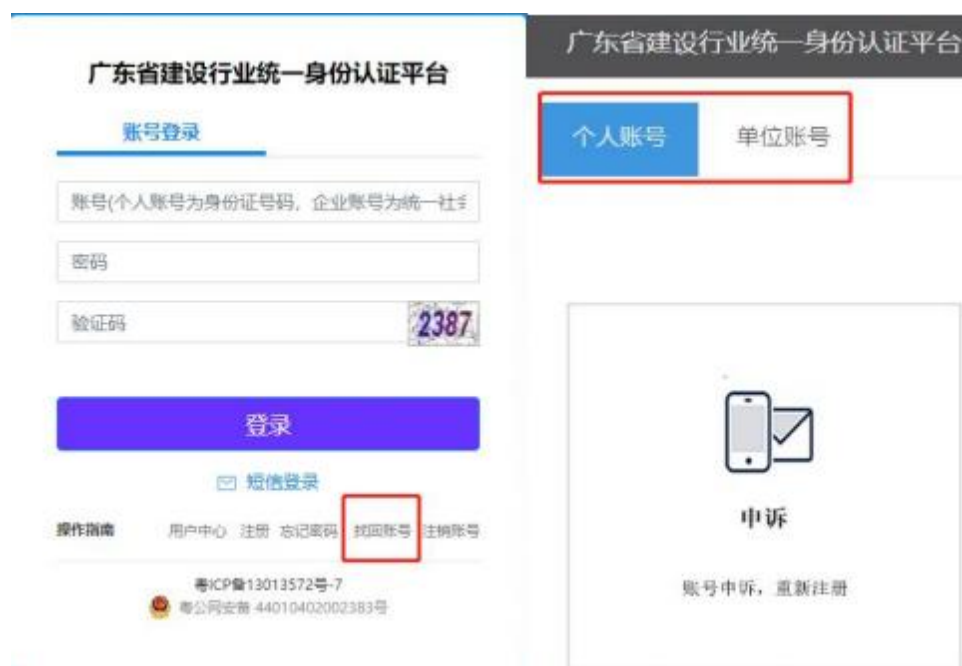 广东省建设行业统一身份认证平台
账号登录
账号(个人账号为身份证号码, 企业账号为统一社
密码
验证码
2387
登录
短信登录
操作指南 用户中心 注册 忘记密码 找回账号 注销账号
粤ICP备13013572号-7
粤公网安备 44010402002383号
广东省建设行业统一身份认证平台
个人账号 单位账号
申诉
账号申诉，重新注册